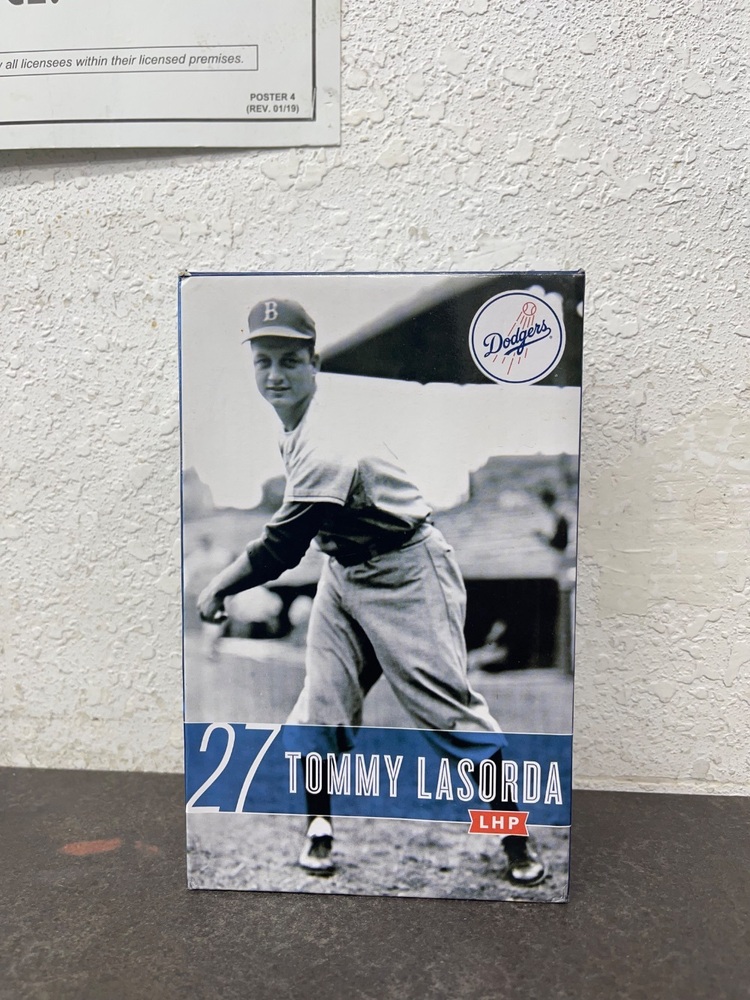 y all licensees within their licensed premises.
POSTER 4
(REV. 01/19)
B
Dodgers
27 TOMMY LASORDA
LHP